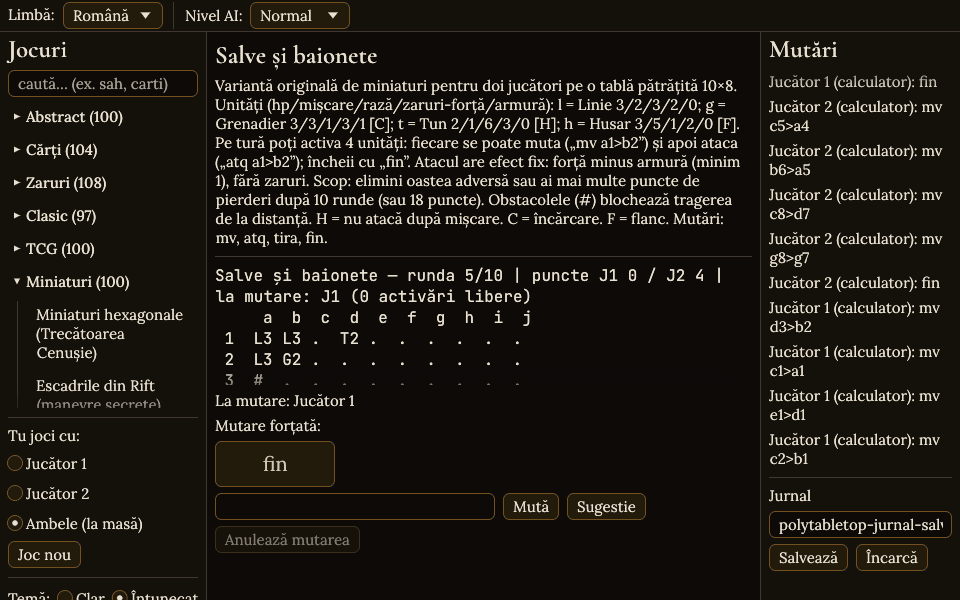 Limbă: Română ▼ Nivel AI: Normal ▼
Jocuri
caută... (ex. sah, carti)
▸ Abstract (100)
▸ Cărți (104)
▸ Zaruri (108)
▸ Clasic (97)
▸ TCG (100)
▾ Miniaturi (100)
Miniaturi hexagonale
(Trecătoarea
Cenușie)
Escadrile din Rift
(manevre secrete)
Tu joci cu:
Jucător 1
Jucător 2
Ambele (la masă)
Joc nou
Temă: Clar Întunecat
Salve și baionete
Variantă originală de miniaturi pentru doi jucători pe o tablă pătrățită 10×8.
Unități (hp/mișcare/rază/zaruri-forță/armură): l = Linie 3/2/3/2/0; g =
Grenadier 3/3/1/3/1 [C]; t = Tun 2/1/6/3/0 [H]; h = Husar 3/5/1/2/0 [F].
Pe tură poți activa 4 unități: fiecare se poate muta („mv a1>b2”) și apoi ataca
(„atq a1>b2”); încheii cu „fin”. Atacul are efect fix: forță minus armură (minim
1), fără zaruri. Scop: elimini oastea adversă sau ai mai multe puncte de
pierderi după 10 runde (sau 18 puncte). Obstacolele (#) blochează tragerea
de la distanță. H = nu atacă după mișcare. C = încărcare. F = flanc. Mutări:
mv, atq, tira, fin.
Salve și baionete — runda 5/10 | puncte J1 0 / J2 4 |
la mutare: J1 (0 activări libere)
a b c d e f g h i j
1 L3 L3 . T2 . . . . . .
2 L3 G2 . . . . . . . .
3 # . . . . . . . . .
La mutare: Jucător 1
Mutare forțată:
fin
Mută Sugestie
Anulează mutarea
Mutări
Jucător 1 (calculator): fin
Jucător 2 (calculator): mv
c5>a4
Jucător 2 (calculator): mv
b6>a5
Jucător 2 (calculator): mv
c8>d7
Jucător 2 (calculator): mv
g8>g7
Jucător 2 (calculator): fin
Jucător 1 (calculator): mv
d3>b2
Jucător 1 (calculator): mv
c1>a1
Jucător 1 (calculator): mv
e1>d1
Jucător 1 (calculator): mv
c2>b1
Jurnal
polytabletop-jurnal-salv
Salvează Încarcă